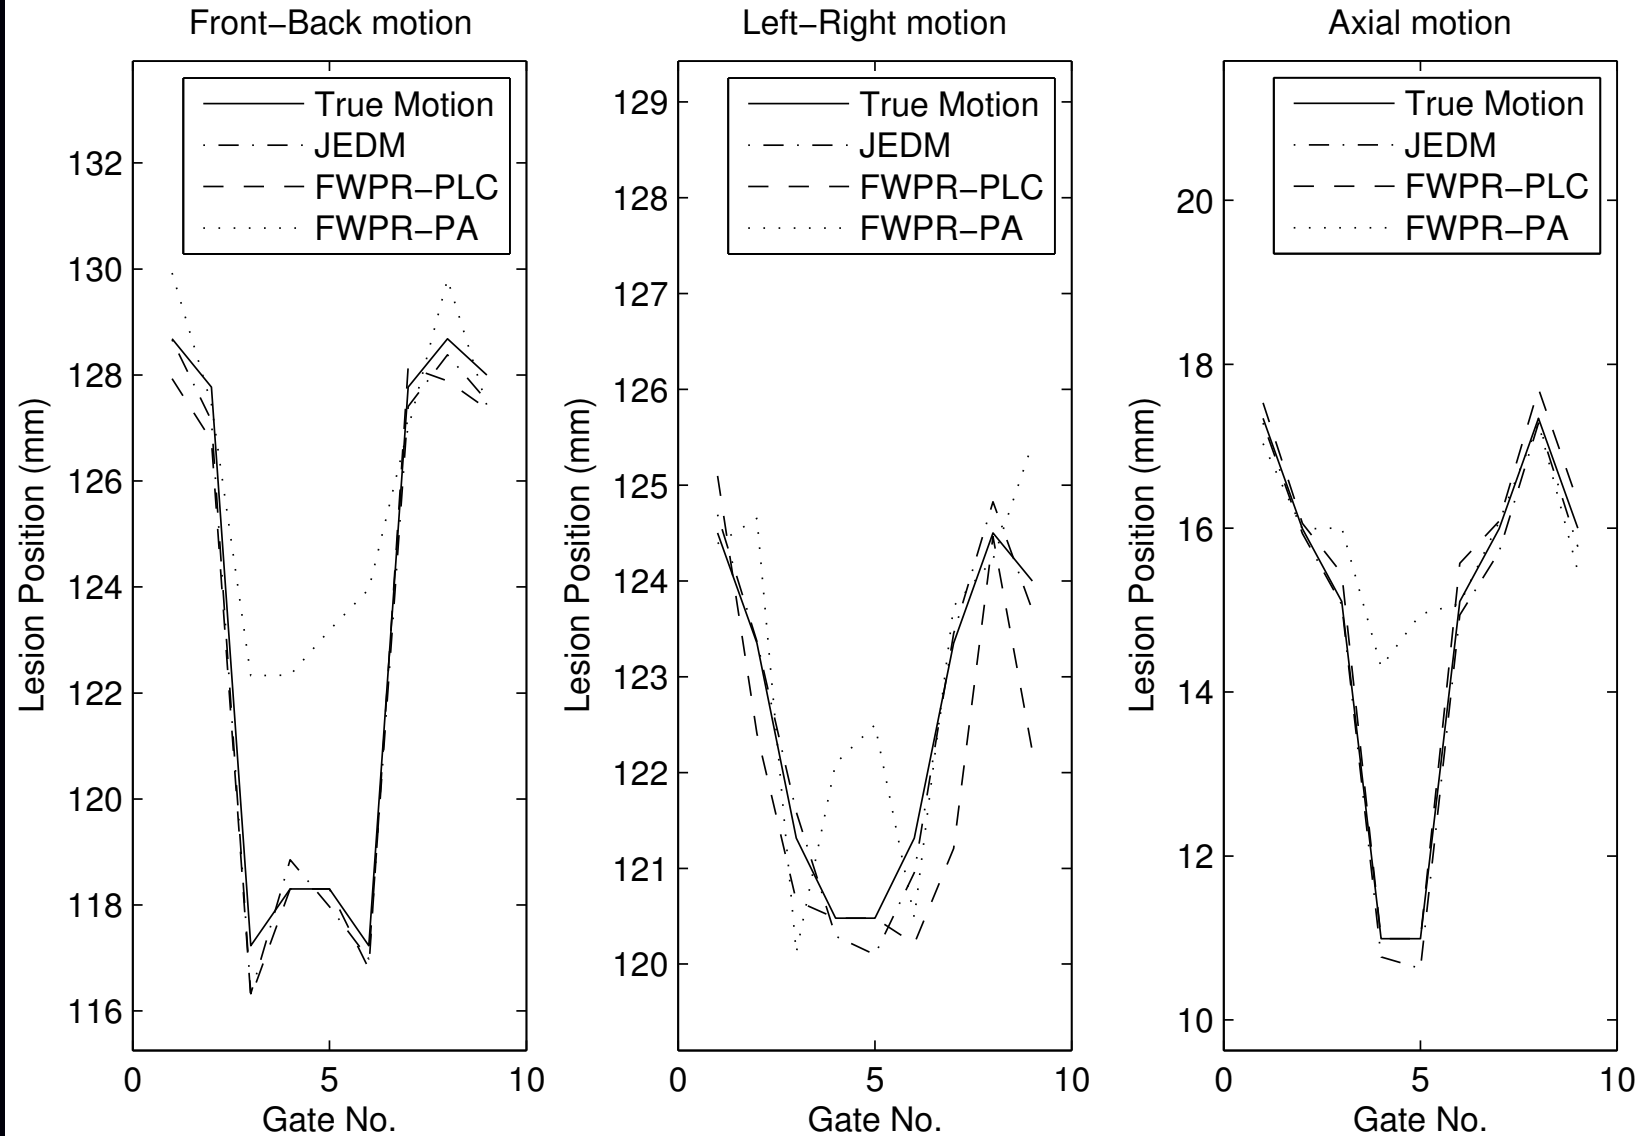 Front−Back motion
True Motion
JEDM
FWPR−PLC
FWPR−PA
132
130
128
126
124
122
120
118
116
Lesion Position (mm)
0
5
10
Gate No.
Left−Right motion
True Motion
JEDM
FWPR−PLC
FWPR−PA
129
128
127
126
125
124
123
122
121
120
Lesion Position (mm)
0
5
10
Gate No.
Axial motion
True Motion
JEDM
FWPR−PLC
FWPR−PA
20
18
16
14
12
10
Lesion Position (mm)
0
5
10
Gate No.